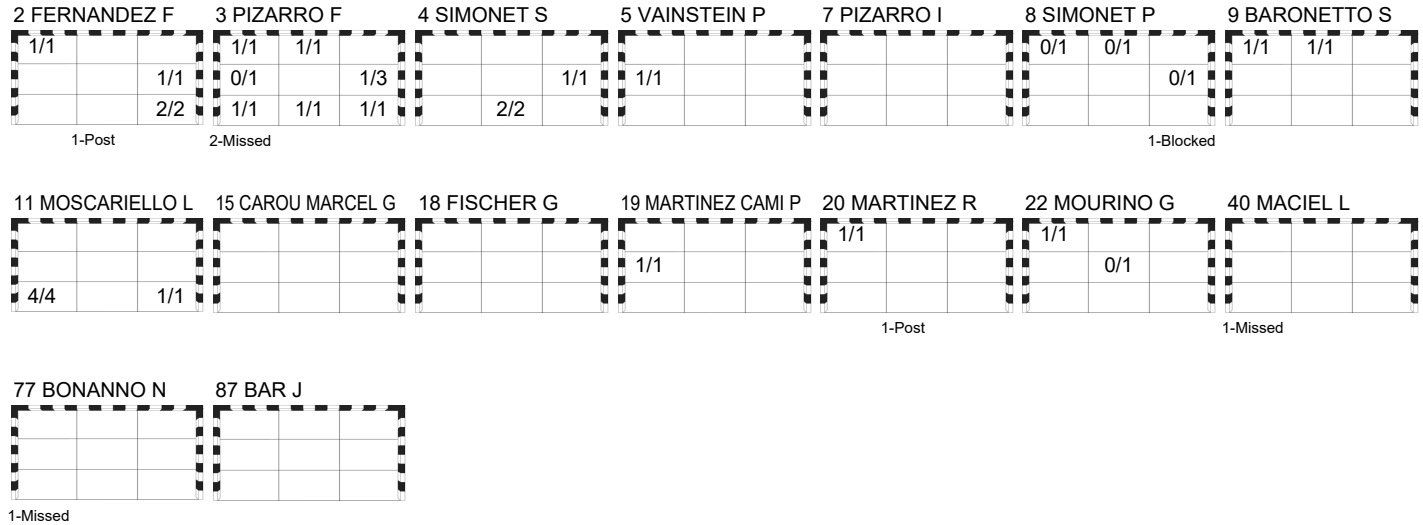 2 FERNANDEZ F 3 PIZARRO F 4 SIMONET S 5 VAINSTEIN P 7 PIZARRO I 8 SIMONET P 9 BARONETTO S
1/1 1/1 1/1 0/1 0/1 1/1 1/1
1/1 0/1 1/3 1/1 1/1 0/1
2/2 1/1 1/1 1/1 2/2
1-Post 2-Missed 1-Blocked
11 MOSCARIELLO L 15 CAROU MARCEL G 18 FISCHER G 19 MARTINEZ CAMI P 20 MARTINEZ R 22 MOURINO G 40 MACIEL L
1/1 1/1
1/1 0/1
4/4 1/1
1-Post 1-Missed
77 BONANNO N 87 BAR J
1-Missed